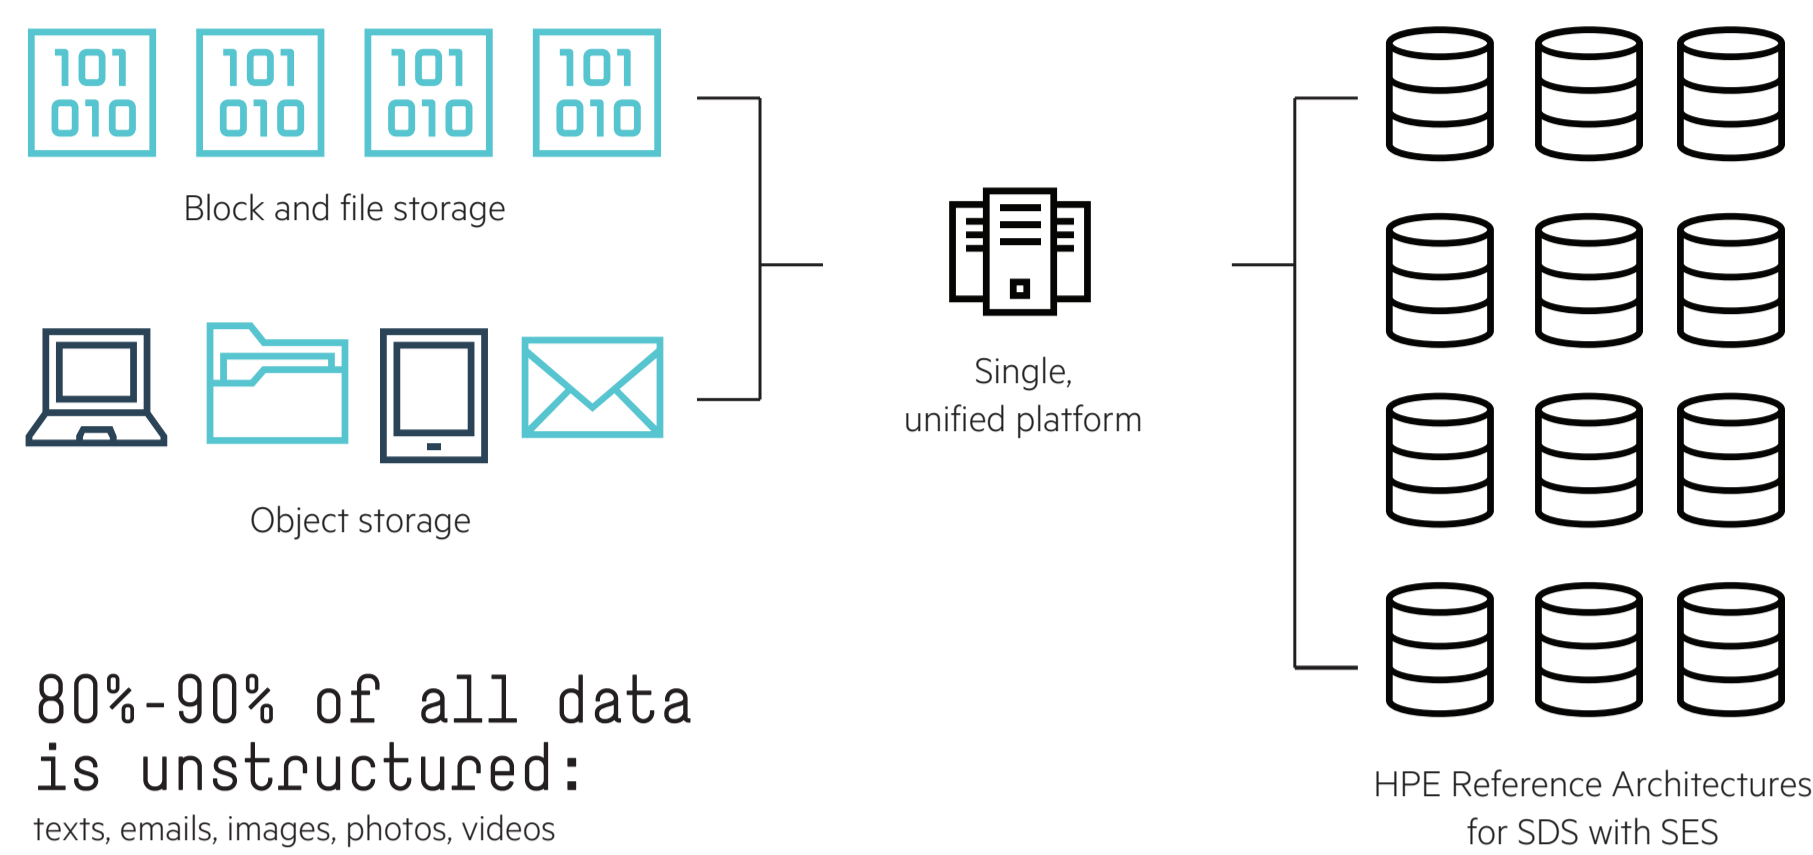 101 101 101 101
010 010 010 010
Block and file storage
Object storage
80%-90% of all data
is unstructured:
texts, emails, images, photos, videos
Single,
unified platform
HPE Reference Architectures
for SDS with SES